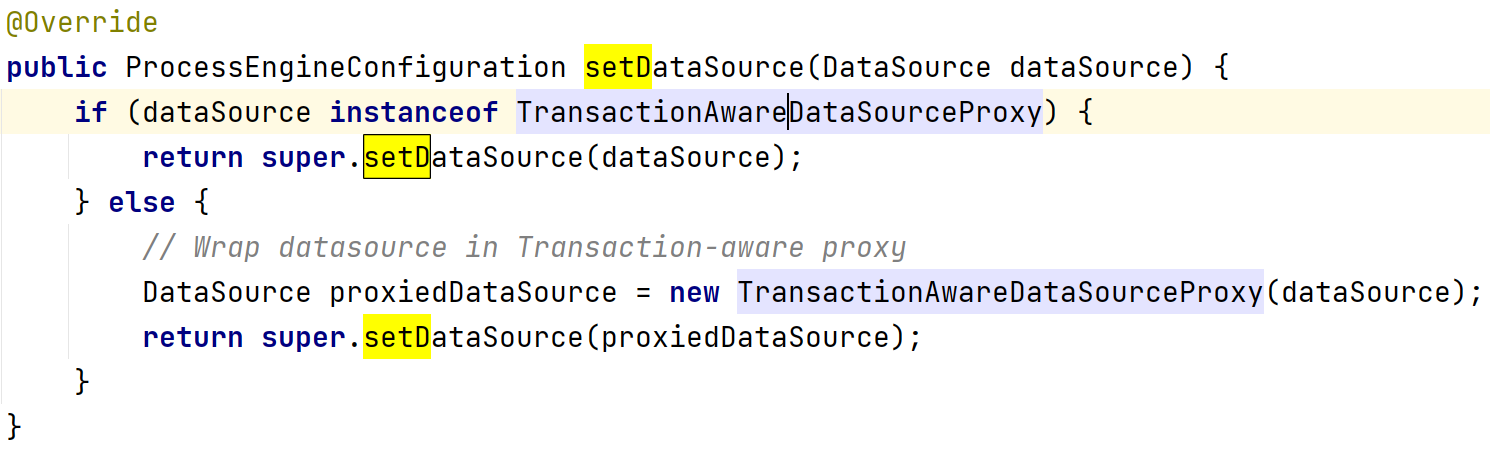 @Override
public ProcessEngineConfiguration setDataSource(DataSource dataSource) {
if (dataSource instanceof TransactionAwareDataSourceProxy) {
return super.setDataSource(dataSource);
} else {
// Wrap datasource in Transaction-aware proxy
DataSource proxiedDataSource = new TransactionAwareDataSourceProxy(dataSource);
return super.setDataSource(proxiedDataSource);
}
}